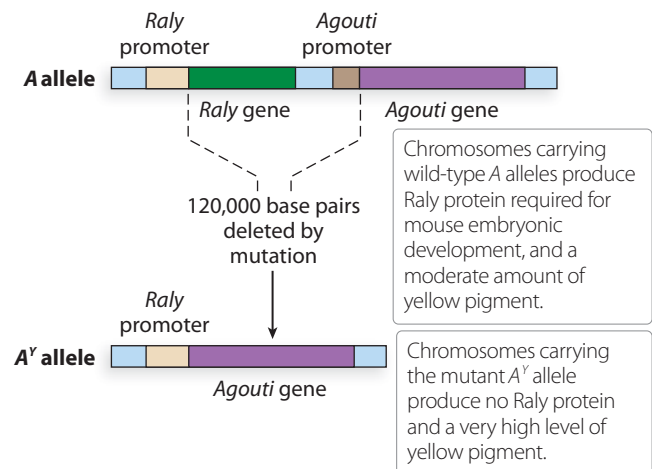 Raly
promoter
Agouti
promoter
A allele
Raly gene
Agouti gene
Chromosomes carrying
wild-type A alleles produce
Raly protein required for
mouse embryonic
development, and a
moderate amount of
yellow pigment.
120,000 base pairs
deleted by
mutation
Raly
promoter
Aʸ allele
Agouti gene
Chromosomes carrying
the mutant Aʸ allele
produce no Raly protein
and a very high level of
yellow pigment.